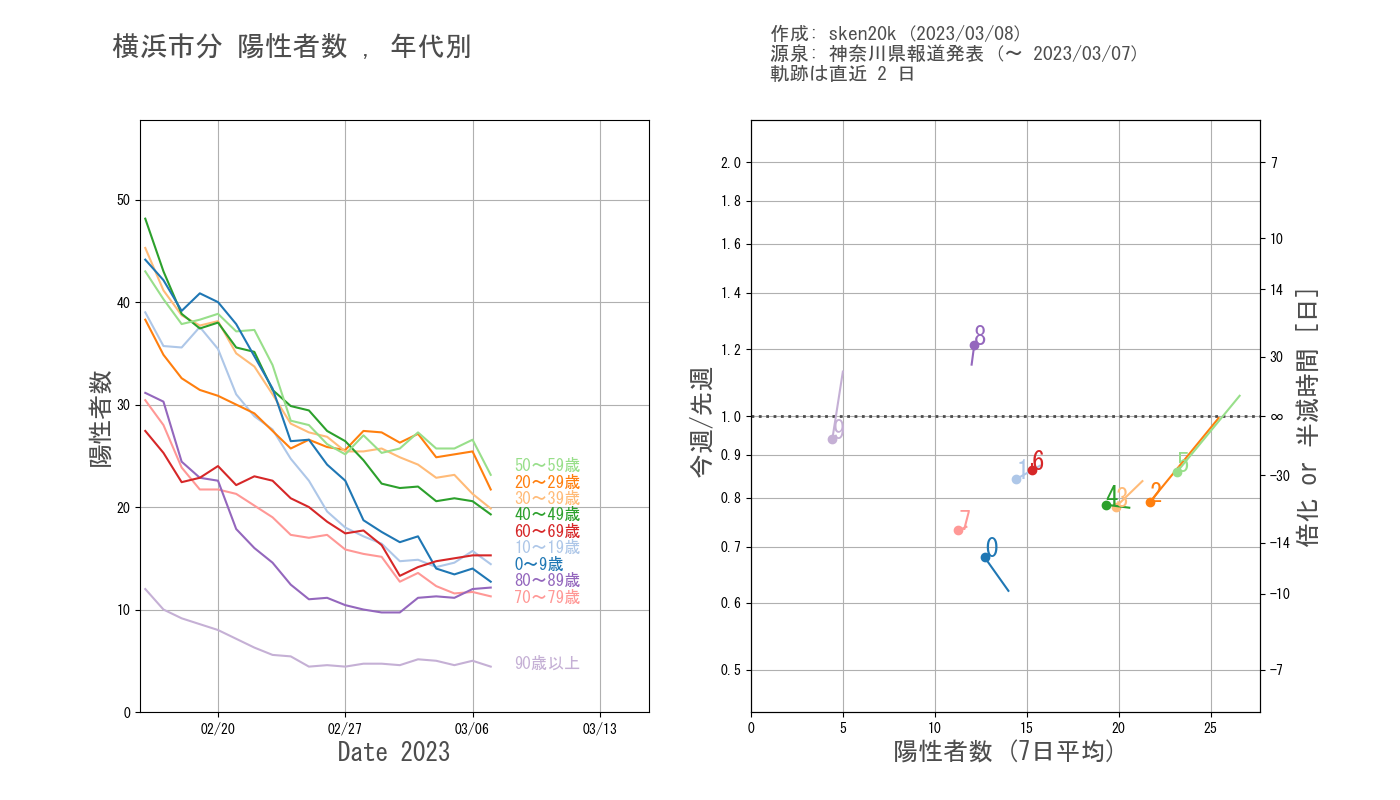 横浜市分 陽性者数 , 年代別
作成: sken20k (2023/03/08)
源泉: 神奈川県報道発表 (〜 2023/03/07)
軌跡は直近 2 日
陽性者数
50
40
30
20
10
0
02/20
02/27
03/06
03/13
Date 2023
50〜59歳
20〜29歳
30〜39歳
40〜49歳
60〜69歳
10〜19歳
0〜9歳
80〜89歳
70〜79歳
90歳以上
今週/先週
2.0
1.8
1.6
1.4
1.2
1.0
0.9
0.8
0.7
0.6
0.5
8
9
1
6
5
4
3
2
7
0
0
5
10
15
20
25
陽性者数 (7日平均)
7
10
14
30
∞
−30
−14
−10
−7
倍化 or 半減時間 [日]